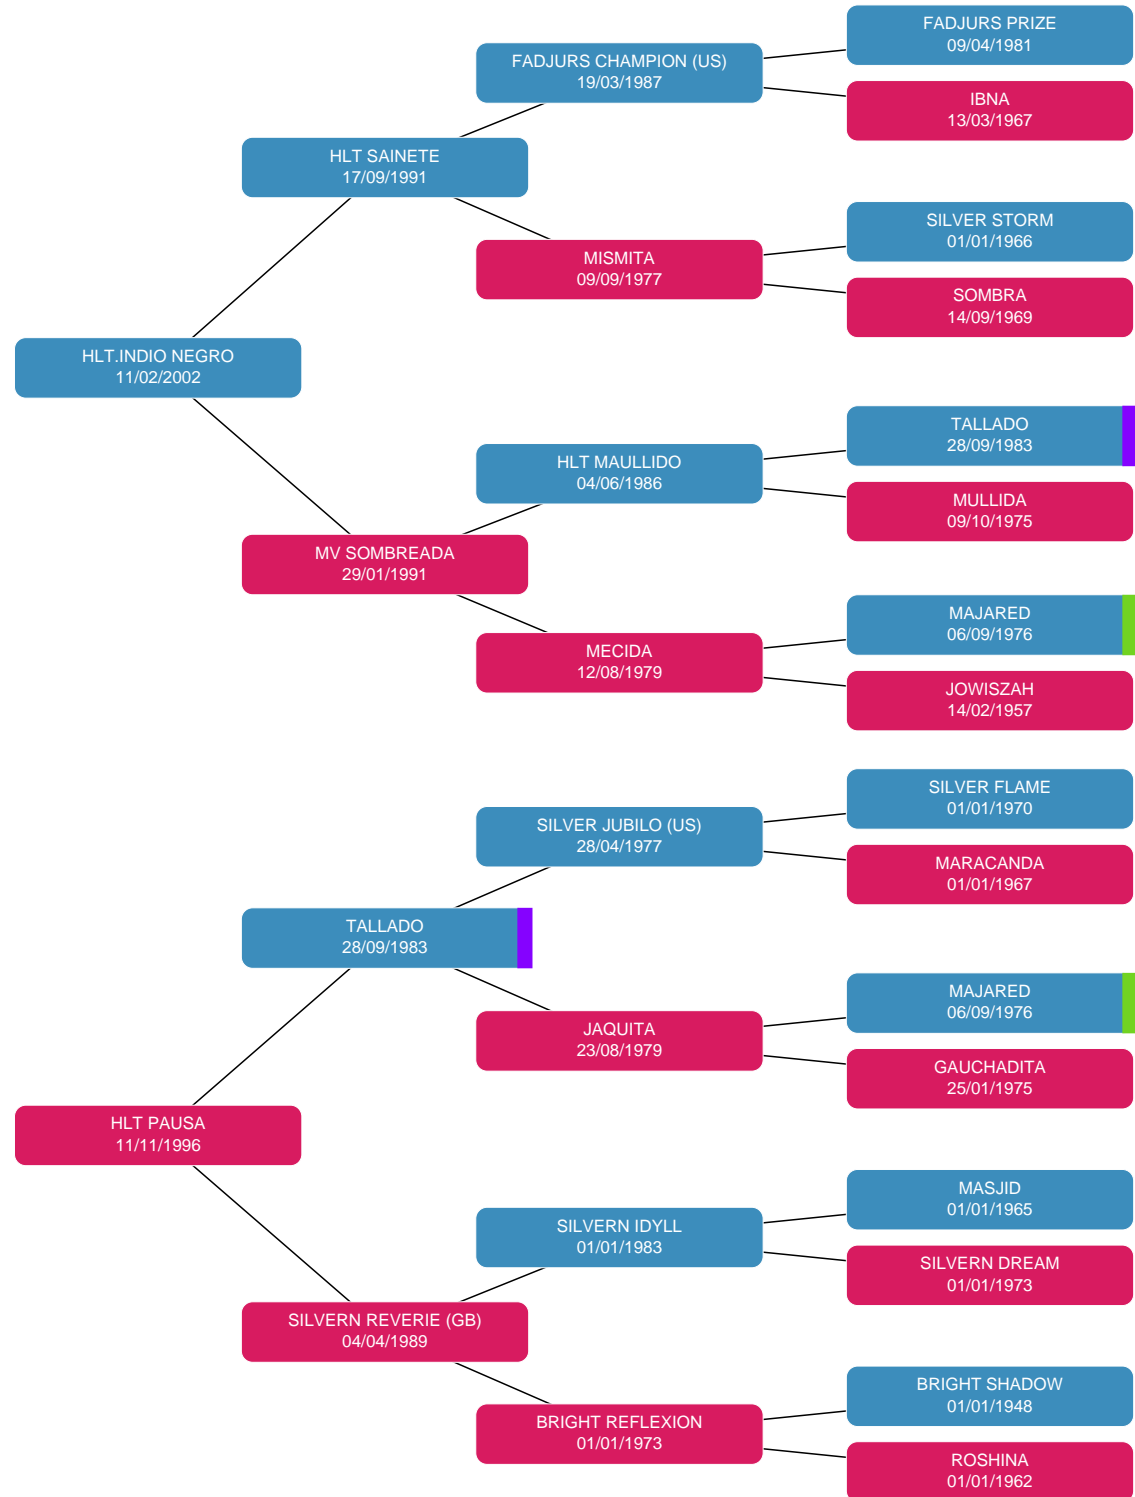 FADJURS PRIZE
09/04/1981
FADJURS CHAMPION (US)
19/03/1987
IBNA
13/03/1967
HLT SAINETE
17/09/1991
SILVER STORM
01/01/1966
MISMITA
09/09/1977
SOMBRA
14/09/1969
HLT.INDIO NEGRO
11/02/2002
TALLADO
28/09/1983
HLT MAULLIDO
04/06/1986
MULLIDA
09/10/1975
MV SOMBREADA
29/01/1991
MAJARED
06/09/1976
MECIDA
12/08/1979
JOWISZAH
14/02/1957
SILVER FLAME
01/01/1970
SILVER JUBILO (US)
28/04/1977
MARACANDA
01/01/1967
TALLADO
28/09/1983
MAJARED
06/09/1976
JAQUITA
23/08/1979
GAUCHADITA
25/01/1975
HLT PAUSA
11/11/1996
MASJID
01/01/1965
SILVERN IDYLL
01/01/1983
SILVERN DREAM
01/01/1973
SILVERN REVERIE (GB)
04/04/1989
BRIGHT SHADOW
01/01/1948
BRIGHT REFLEXION
01/01/1973
ROSHINA
01/01/1962